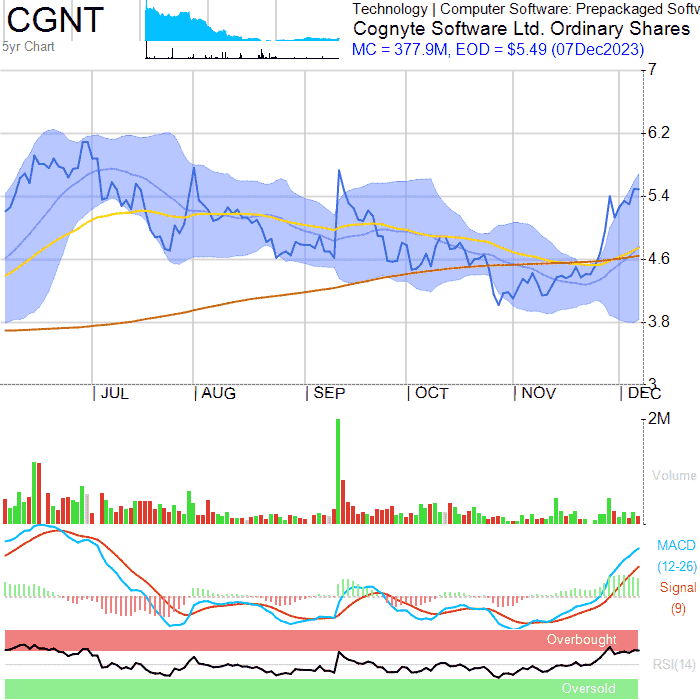 CGNT
5yr Chart
Technology | Computer Software: Prepackaged Softw
Cognyte Software Ltd. Ordinary Shares
MC = 377.9M, EOD = $5.49 (07Dec2023)
7
6.2
5.4
4.6
3.8
3
JUL AUG SEP OCT NOV DEC
2M
Volume
MACD
(12-26)
Signal
(9)
Overbought
RSI(14)
Oversold